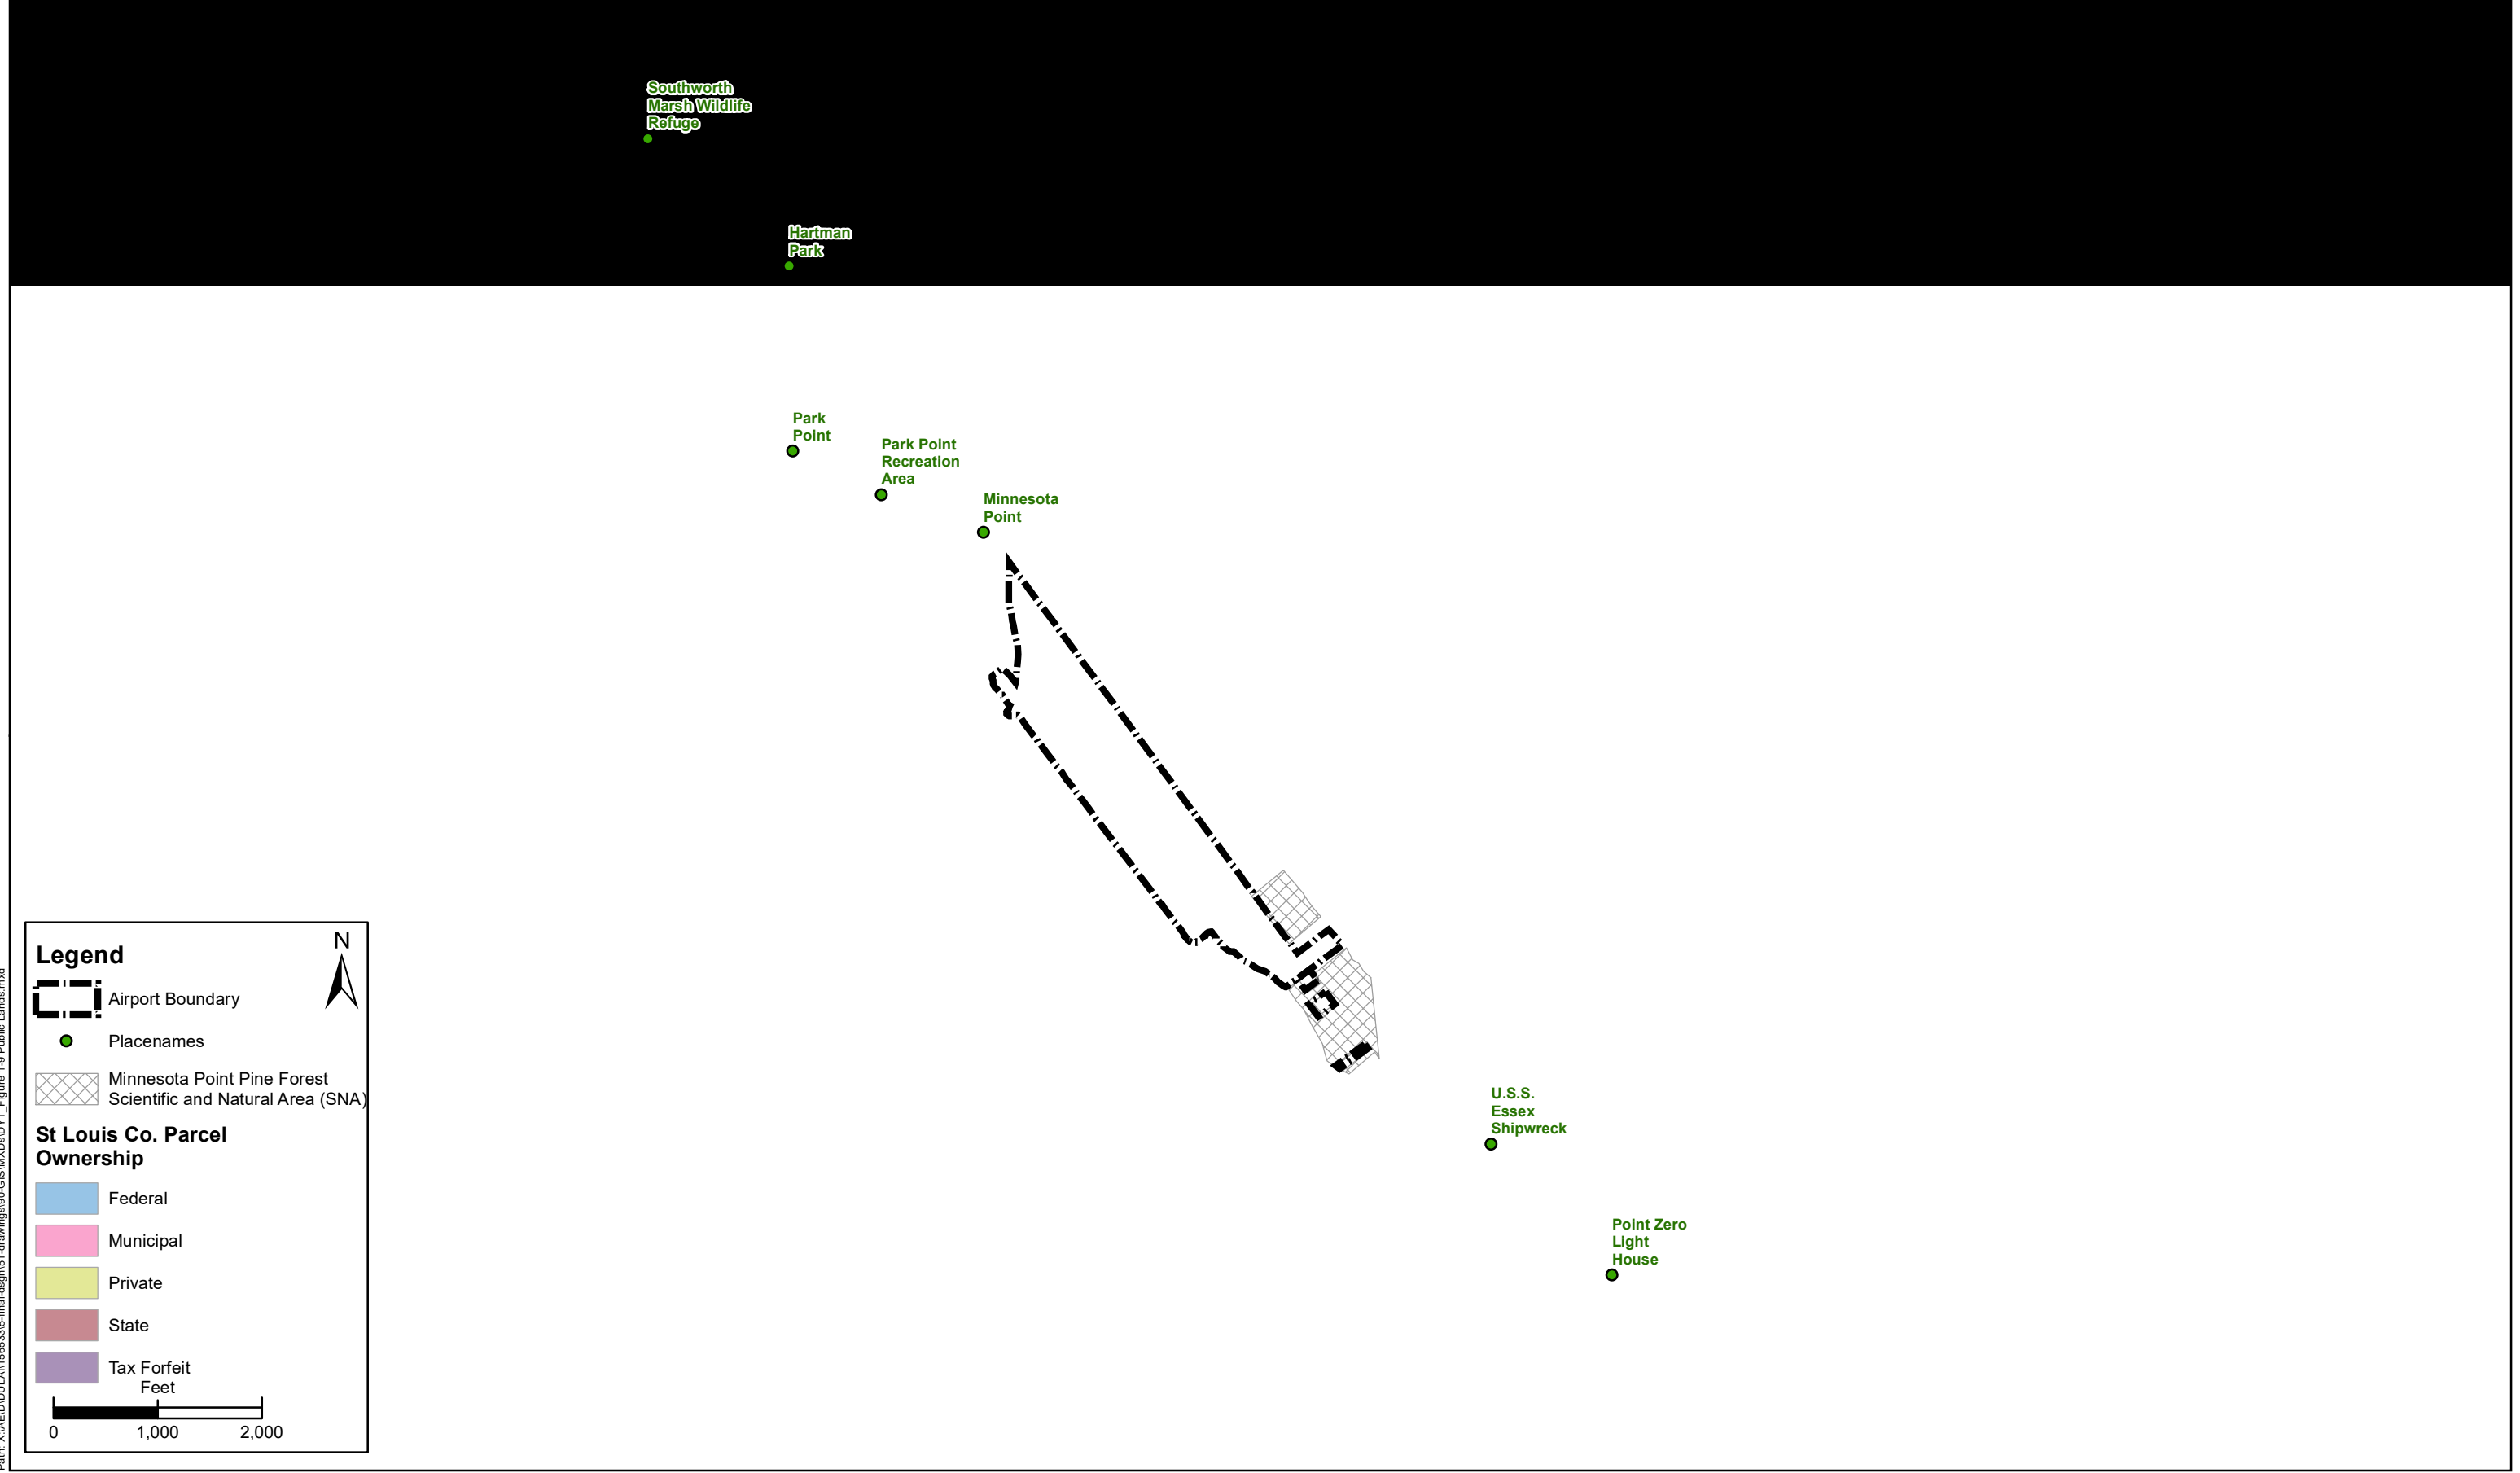 Southworth
Marsh Wildlife
Refuge
Hartman
Park
Park
Point
Park Point
Recreation
Area
Minnesota
Point
U.S.S.
Essex
Shipwreck
Point Zero
Light
House
Legend
N
Airport Boundary
Placenames
Minnesota Point Pine Forest
Scientific and Natural Area (SNA)
St Louis Co. Parcel
Ownership
Federal
Municipal
Private
State
Tax Forfeit
Feet
0 1,000 2,000